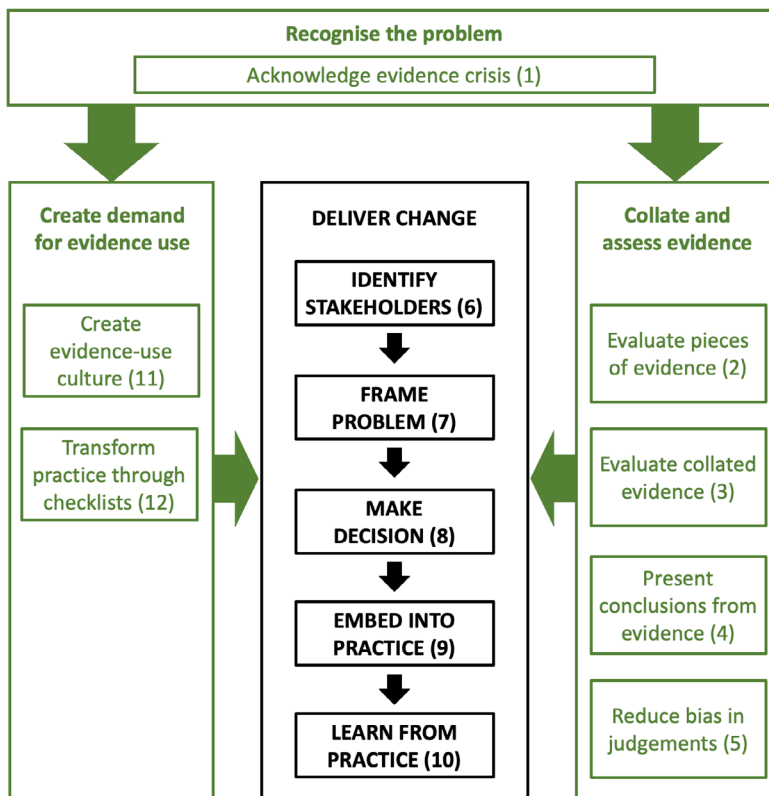 Recognise the problem
Acknowledge evidence crisis (1)
Create demand
for evidence use
Create
evidence-use
culture (11)
Transform
practice through
checklists (12)
DELIVER CHANGE
IDENTIFY
STAKEHOLDERS (6)
FRAME
PROBLEM (7)
MAKE
DECISION (8)
EMBED INTO
PRACTICE (9)
LEARN FROM
PRACTICE (10)
Collate and
assess evidence
Evaluate pieces
of evidence (2)
Evaluate collated
evidence (3)
Present
conclusions from
evidence (4)
Reduce bias in
judgements (5)